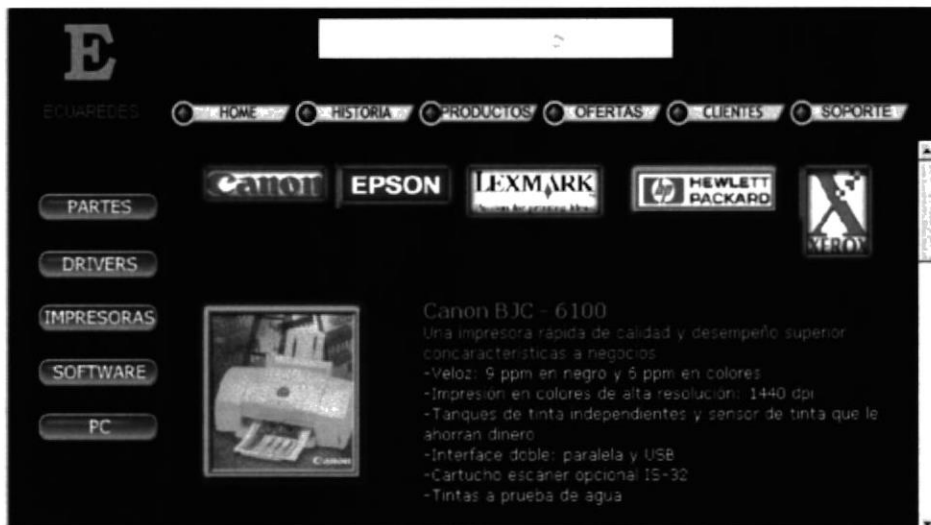 E
ECUAREDES
HOME HISTORIA PRODUCTOS OFERTAS CLIENTES SOPORTE
Canon EPSON LEXMARK HEWLETT PACKARD XEROX
PARTES
DRIVERS
IMPRESORAS
SOFTWARE
PC
Canon BJC - 6100
Una impresora rápida de calidad y desempeño superior
concaracterísticas a negocios
-Veloz: 9 ppm en negro y 6 ppm en colores
-Impresión en colores de alta resolución: 1440 dpi
-Tanques de tinta independientes y sensor de tinta que le
ahorran dinero
-Interface doble: paralela y USB
-Cartucho escaner opcional IS-32
-Tintas a prueba de agua
Canon